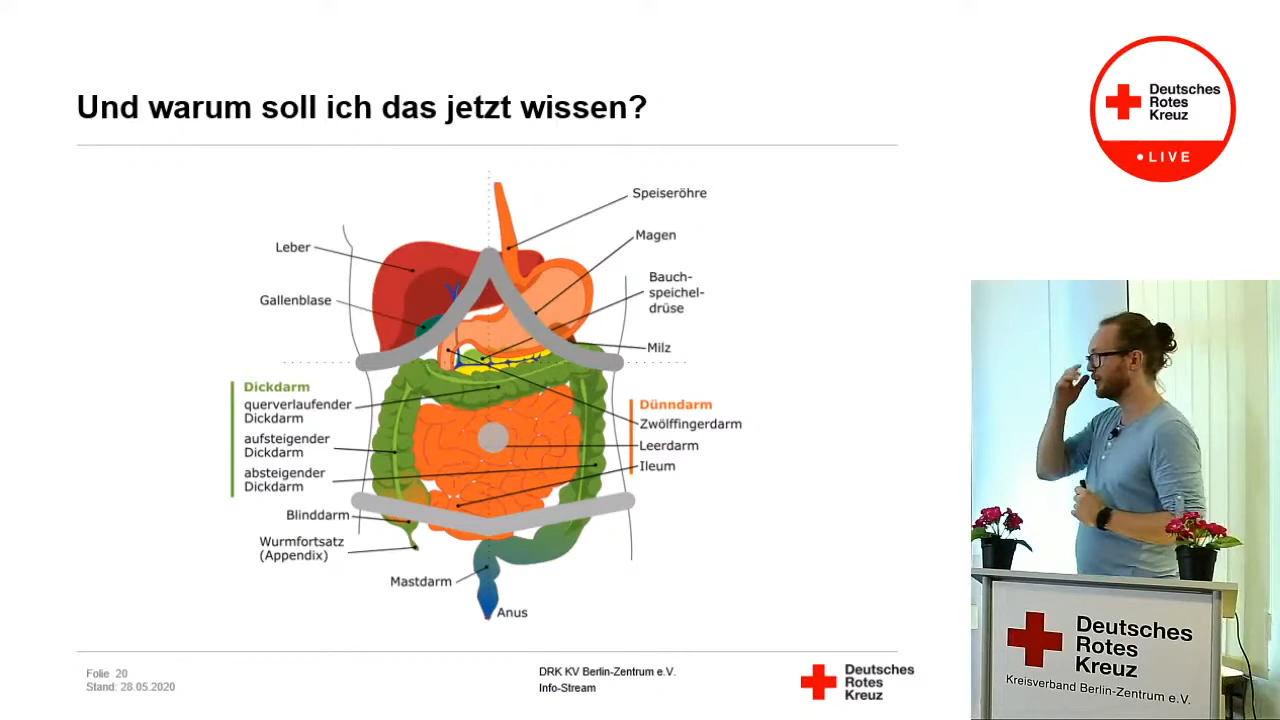 Und warum soll ich das jetzt wissen?
Deutsches
Rotes
Kreuz
LIVE
Speiseröhre
Magen
Bauch-
speichel-
drüse
Milz
Leber
Gallenblase
Dickdarm
querverlaufender
Dickdarm
aufsteigender
Dickdarm
absteigender
Dickdarm
Blinddarm
Wurmfortsatz
(Appendix)
Mastdarm
Anus
Dünndarm
Zwölffingerdarm
Leerdarm
Ileum
Folie 20
Stand: 28.05.2020
DRK KV Berlin-Zentrum e.V.
Info-Stream
Deutsches
Rotes
Kreuz
Deutsches
Rotes
Kreuz
Kreisverband Berlin-Zentrum e.V.